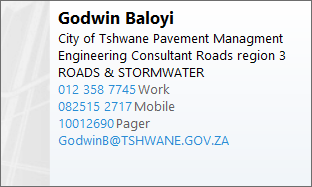 Godwin Baloyi
City of Tshwane Pavement Managment
Engineering Consultant Roads region 3
ROADS & STORMWATER
012 358 7745 Work
082515 2717 Mobile
10012690 Pager
GodwinB@TSHWANE.GOV.ZA